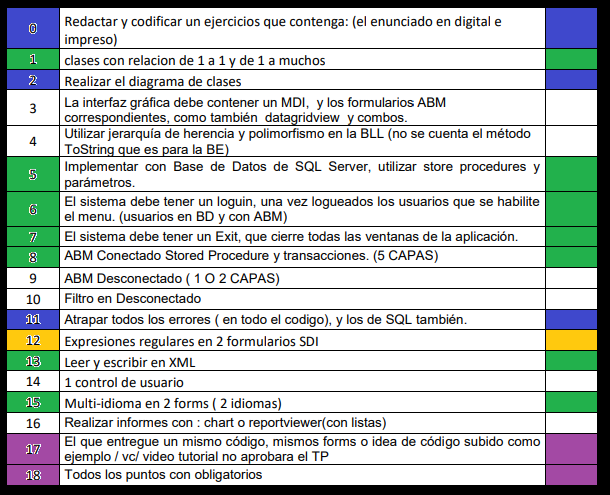 0 Redactar y codificar un ejercicios que contenga: (el enunciado en digital e
impreso)
1 clases con relacion de 1 a 1 y de 1 a muchos
2 Realizar el diagrama de clases
3 La interfaz gráfica debe contener un MDI, y los formularios ABM
correspondientes, como también datagridview y combos.
4 Utilizar jerarquía de herencia y polimorfismo en la BLL (no se cuenta el método
ToString que es para la BE)
5 Implementar con Base de Datos de SQL Server, utilizar store procedures y
parámetros.
6 El sistema debe tener un loguin, una vez logueados los usuarios que se habilite
el menu. (usuarios en BD y con ABM)
7 El sistema debe tener un Exit, que cierre todas las ventanas de la aplicación.
8 ABM Conectado Stored Procedure y transacciones. (5 CAPAS)
9 ABM Desconectado ( 1 O 2 CAPAS)
10 Filtro en Desconectado
11 Atrapar todos los errores ( en todo el codigo), y los de SQL también.
12 Expresiones regulares en 2 formularios SDI
13 Leer y escribir en XML
14 1 control de usuario
15 Multi-idioma en 2 forms ( 2 idiomas)
16 Realizar informes con : chart o reportviewer(con listas)
17 El que entregue un mismo código, mismos forms o idea de código subido como
ejemplo / vc/ video tutorial no aprobara el TP
18 Todos los puntos con obligatorios